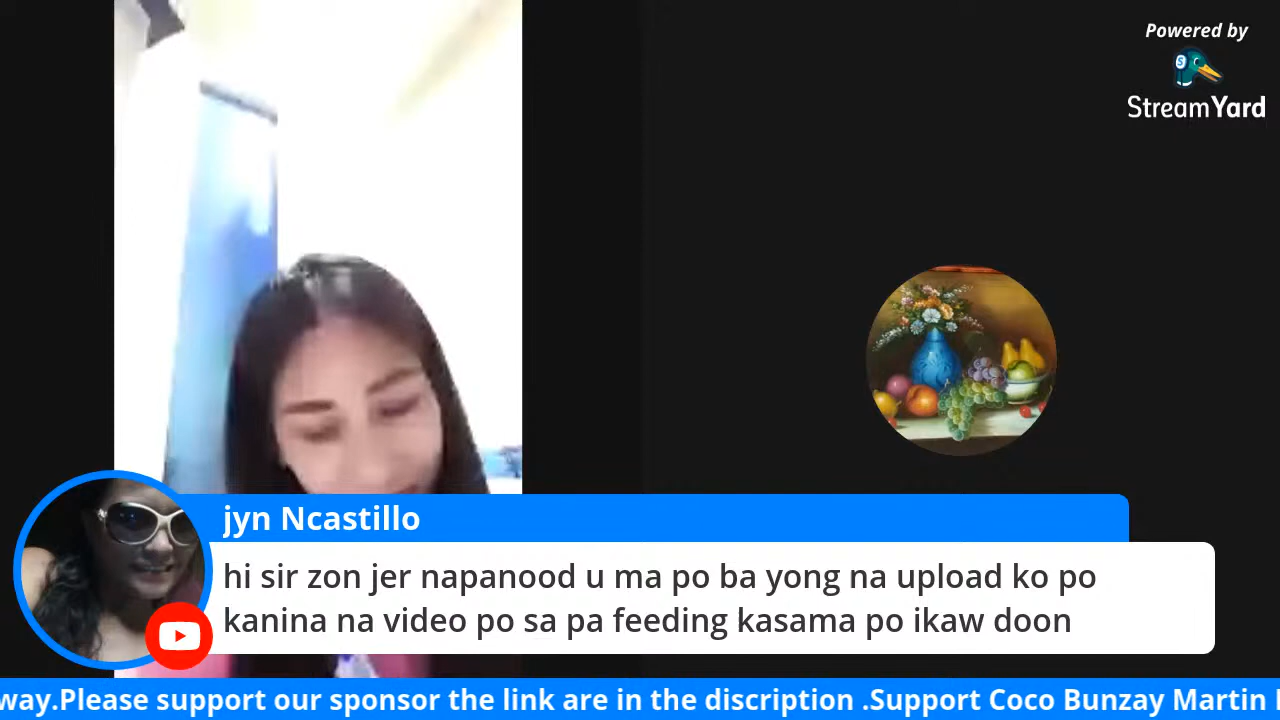 Powered by
StreamYard
jyn Ncastillo
hi sir zon jer napanood u ma po ba yong na upload ko po
kanina na video po sa pa feeding kasama po ikaw doon
way.Please support our sponsor the link are in the discription .Support Coco Bunzay Martin